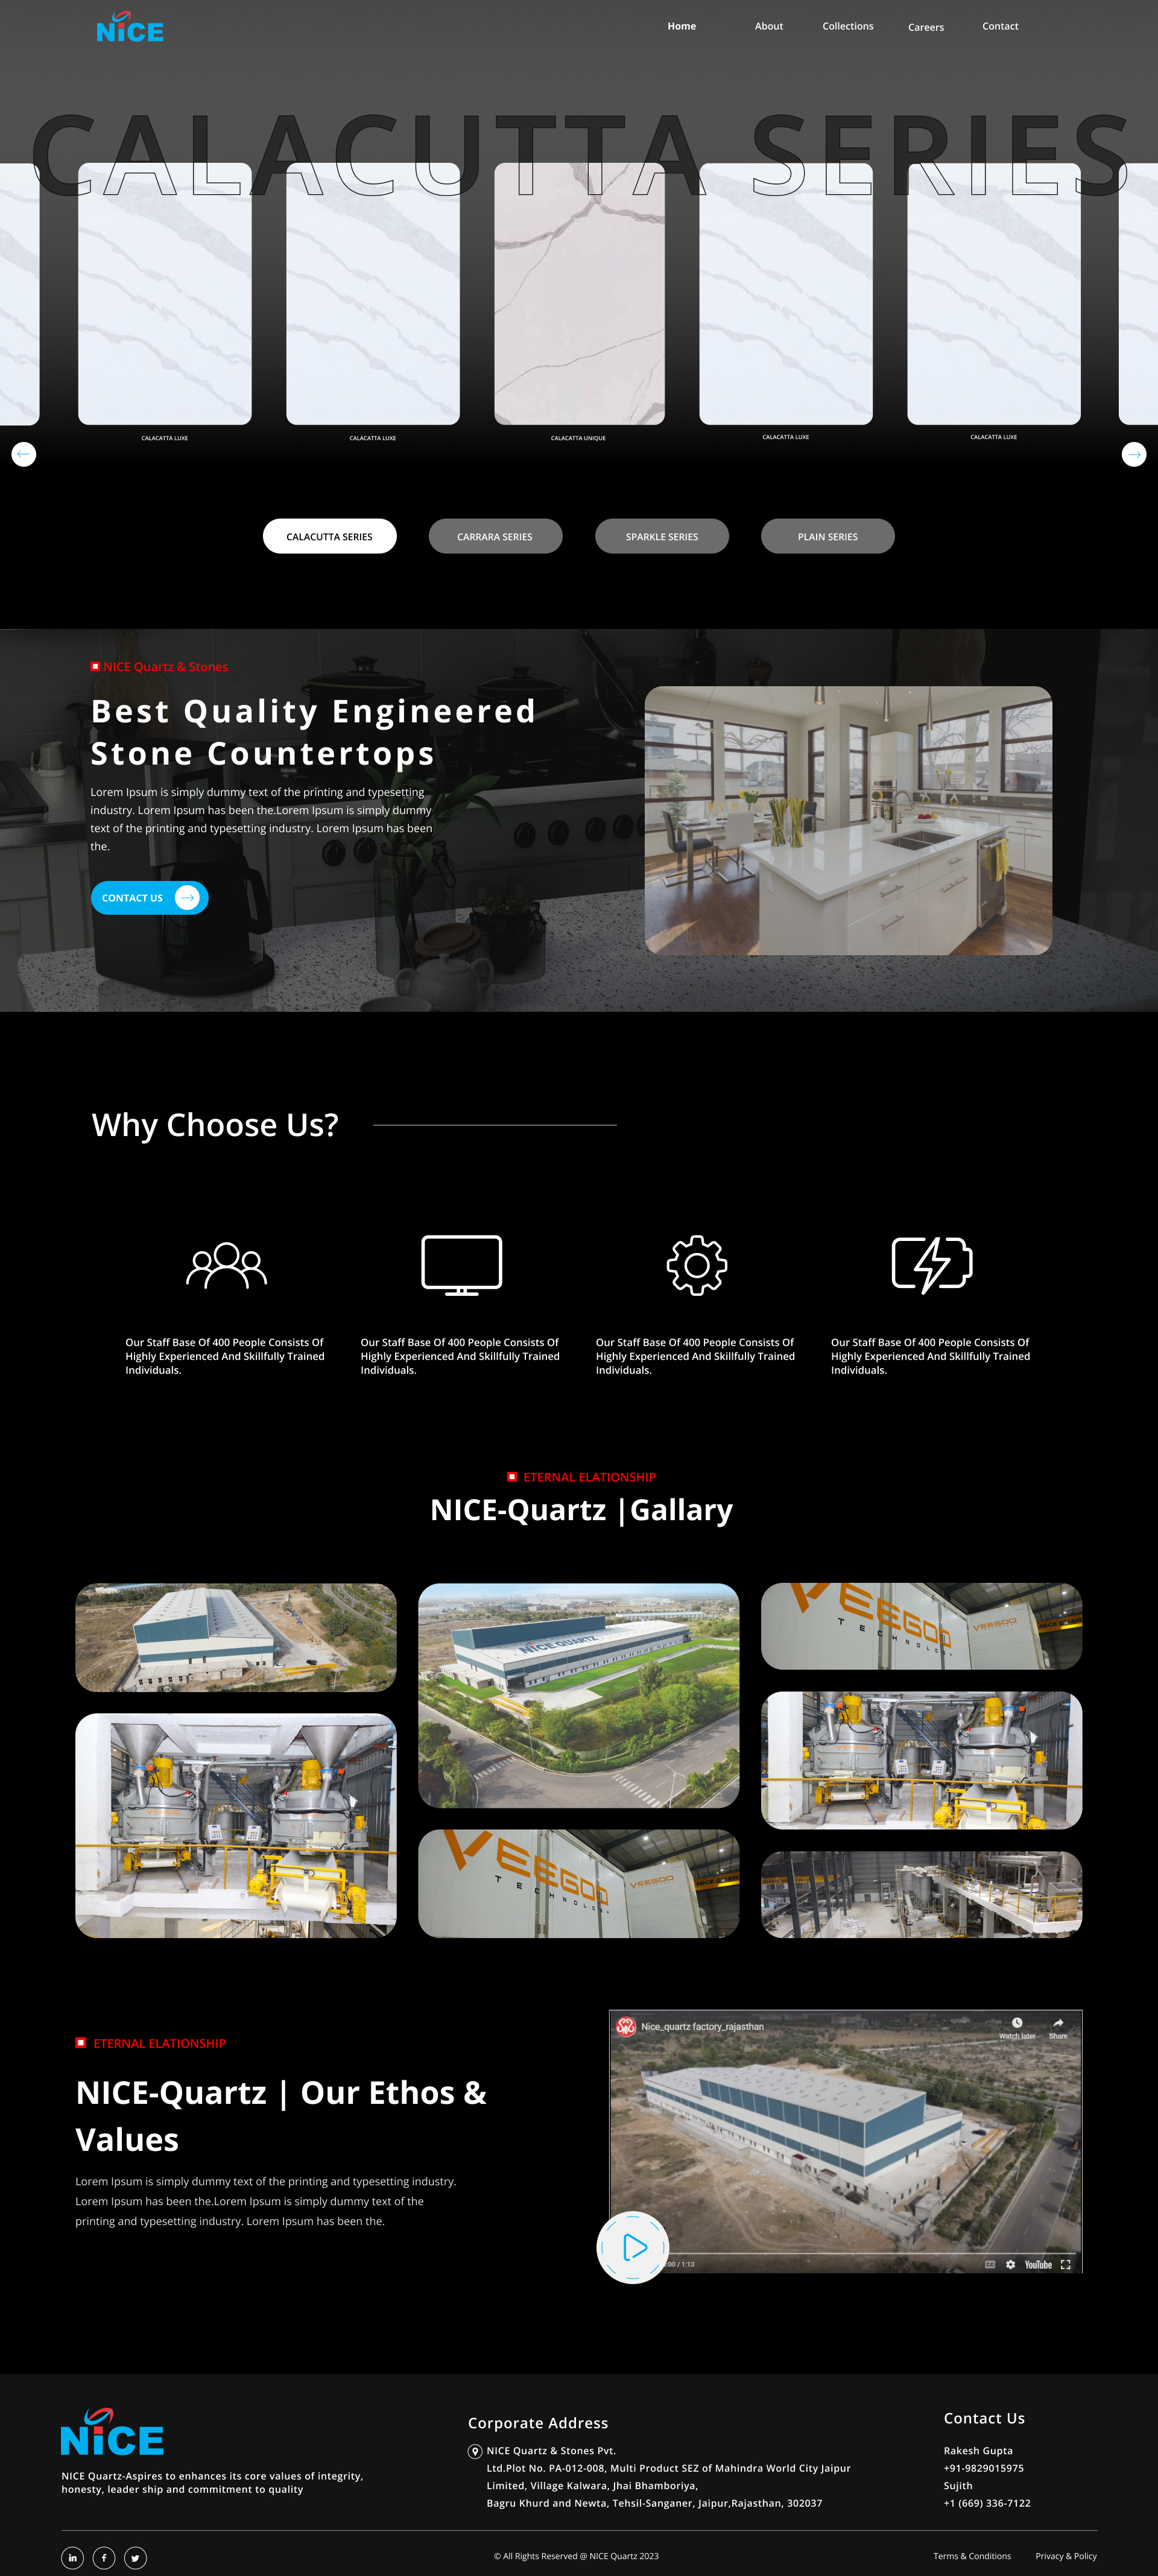 NiCE
Home About Collections Careers Contact
CALACUTTA SERIES
CALACATTA LUXE
CALACATTA LUXE
CALACATTA UNIQUE
CALACATTA LUXE
CALACATTA LUXE
CALACUTTA SERIES
CARRARA SERIES
SPARKLE SERIES
PLAIN SERIES
NICE Quartz & Stones
Best Quality Engineered
Stone Countertops
Lorem Ipsum is simply dummy text of the printing and typesetting
industry. Lorem Ipsum has been the.Lorem Ipsum is simply dummy
text of the printing and typesetting industry. Lorem Ipsum has been
the.
CONTACT US
Why Choose Us?
Our Staff Base Of 400 People Consists Of
Highly Experienced And Skillfully Trained
Individuals.
Our Staff Base Of 400 People Consists Of
Highly Experienced And Skillfully Trained
Individuals.
Our Staff Base Of 400 People Consists Of
Highly Experienced And Skillfully Trained
Individuals.
Our Staff Base Of 400 People Consists Of
Highly Experienced And Skillfully Trained
Individuals.
ETERNAL ELATIONSHIP
NICE-Quartz |Gallary
NICE QUARTZ
VEEGOO
TECHNOLOGY
VEEGOO
VEEGOO
TECHNOLOGY
VEEGOO
ETERNAL ELATIONSHIP
NICE-Quartz | Our Ethos &
Values
Lorem Ipsum is simply dummy text of the printing and typesetting industry.
Lorem Ipsum has been the.Lorem Ipsum is simply dummy text of the
printing and typesetting industry. Lorem Ipsum has been the.
Nice_quartz factory_rajasthan
Watch later Share
:00 / 1:13
YouTube
NiCE
NICE Quartz-Aspires to enhances its core values of integrity,
honesty, leader ship and commitment to quality
Corporate Address
NICE Quartz & Stones Pvt.
Ltd.Plot No. PA-012-008, Multi Product SEZ of Mahindra World City Jaipur
Limited, Village Kalwara, Jhai Bhamboriya,
Bagru Khurd and Newta, Tehsil-Sanganer, Jaipur,Rajasthan, 302037
Contact Us
Rakesh Gupta
+91-9829015975
Sujith
+1 (669) 336-7122
in f
© All Rights Reserved @ NICE Quartz 2023
Terms & Conditions
Privacy & Policy